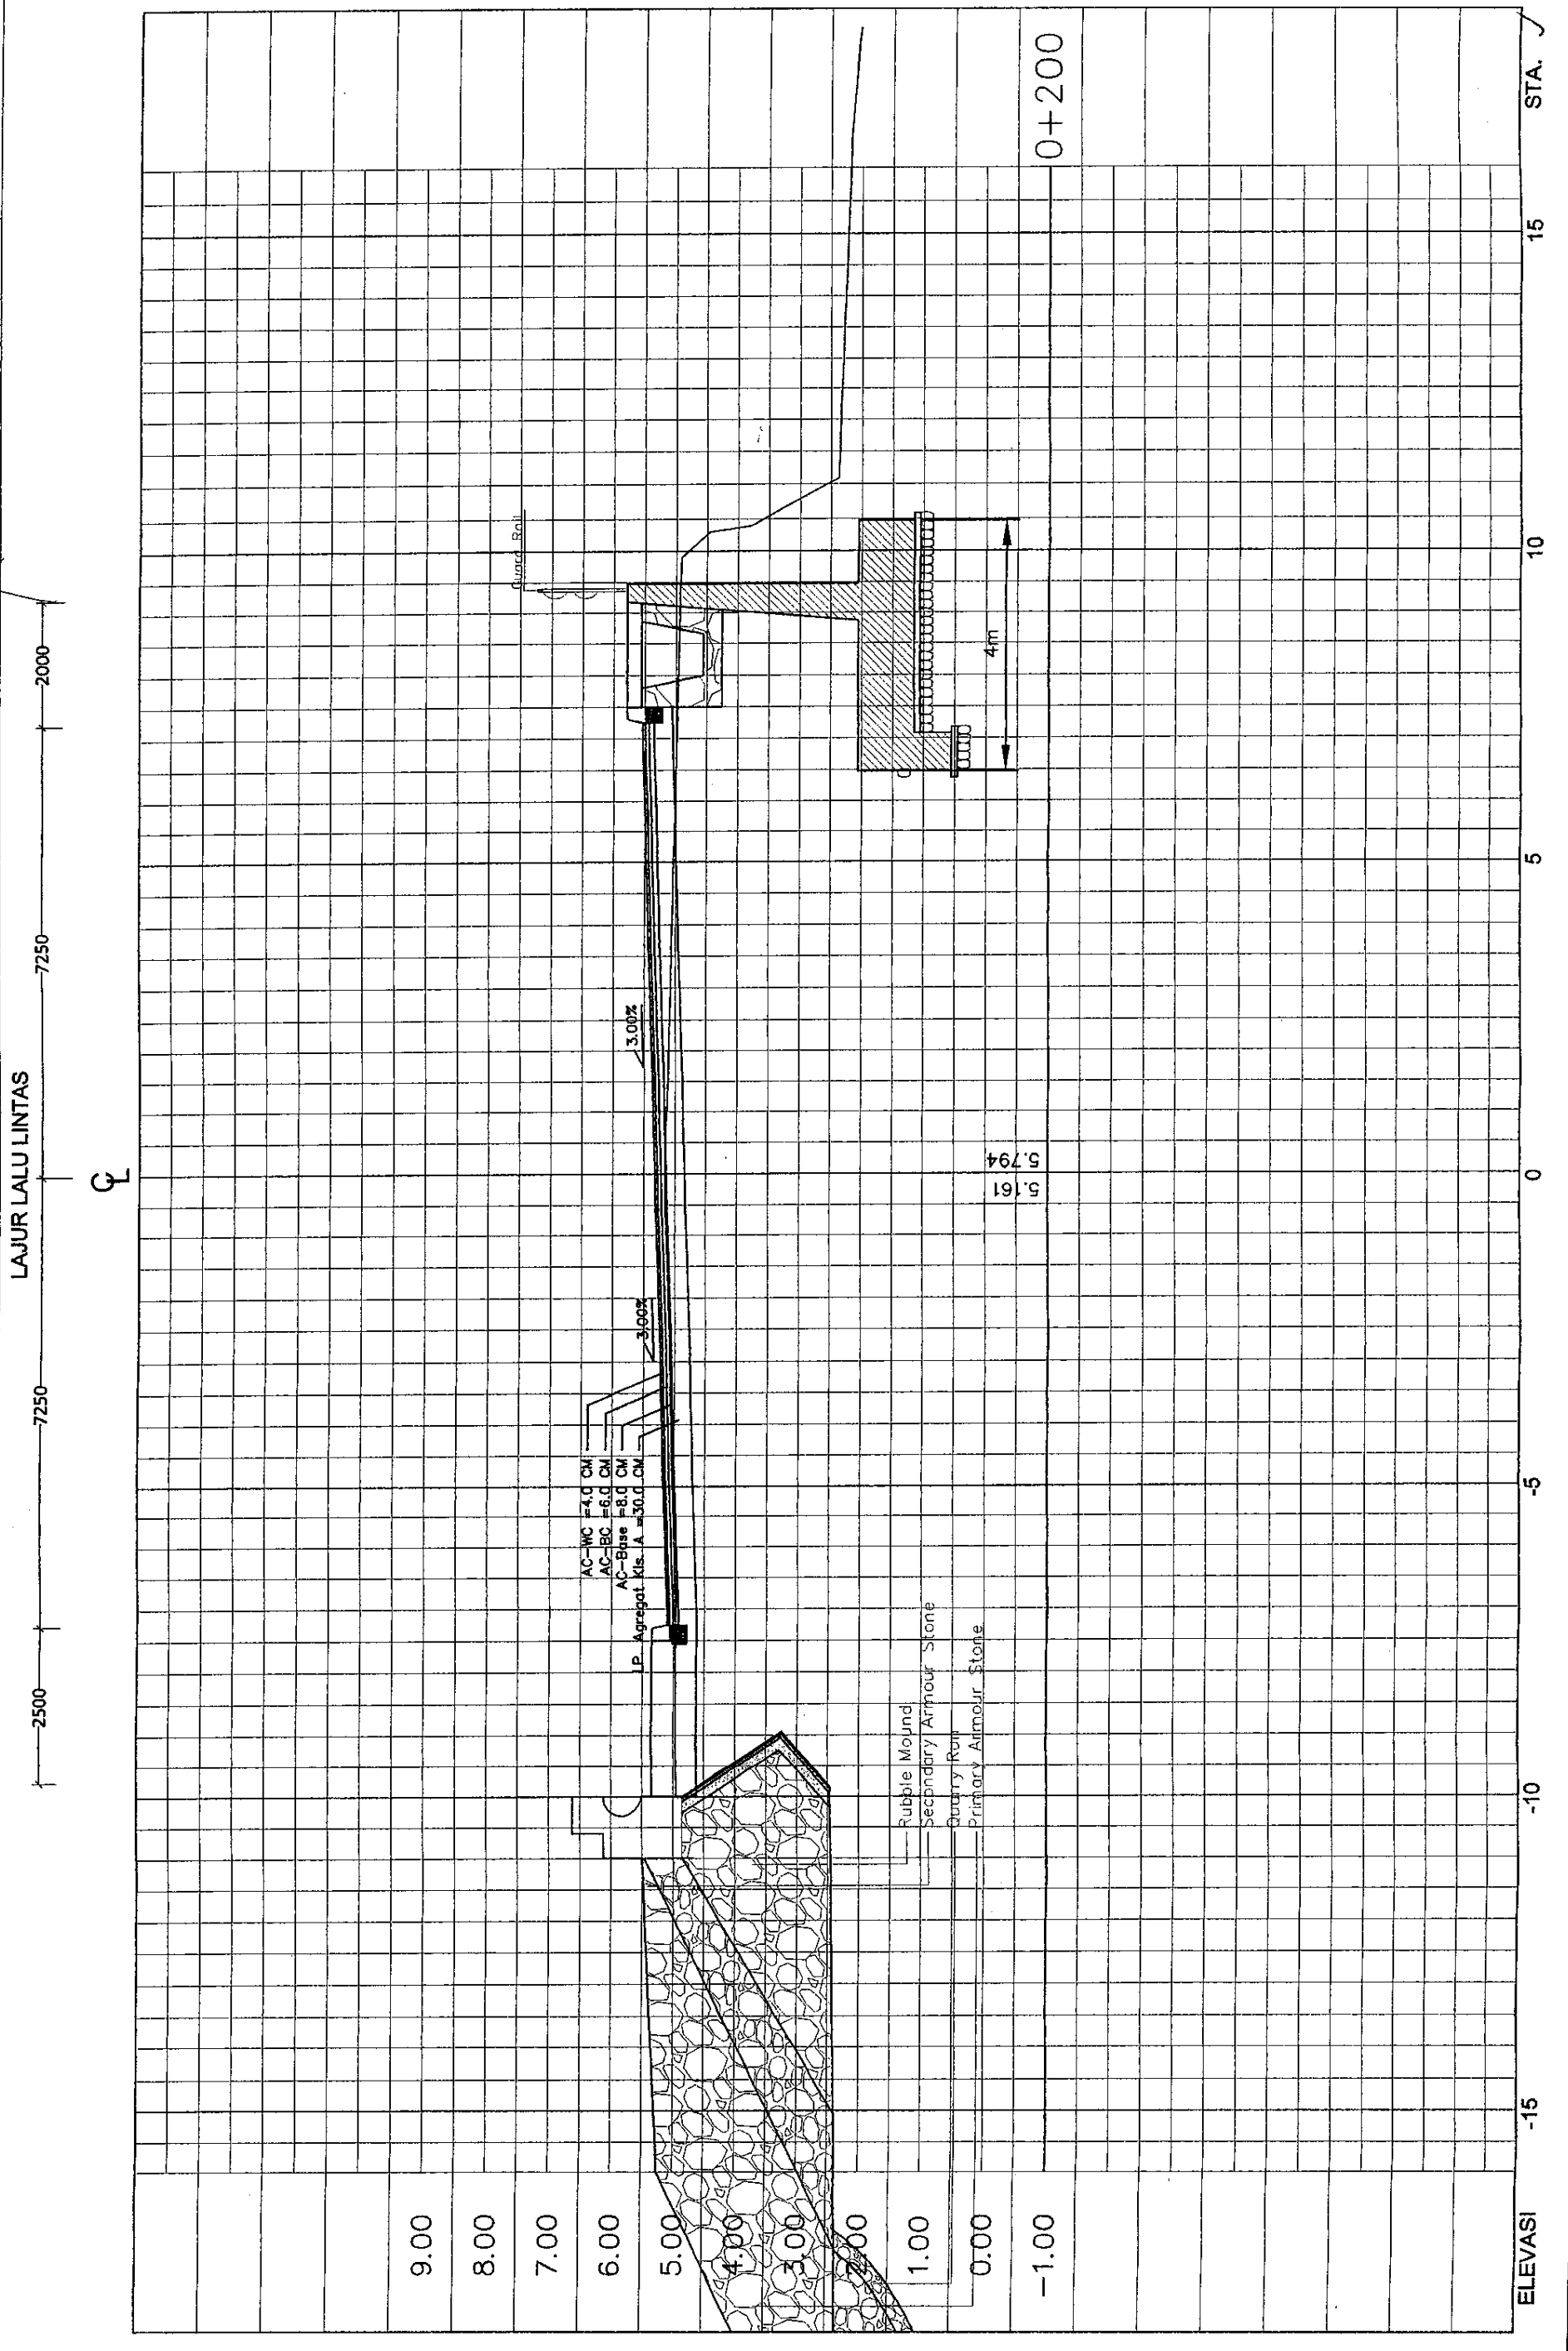 LAJUR LALU LINTAS
2500
7250
7250
2000
CL
Guard Rail
AC-WC =4.0 CM
AC-BC =6.0 CM
AC-Base =8.0 CM
LP. Agregat Kls. A =30.0 CM
3.00%
3.00%
4m
Rubble Mound
Secondary Armour Stone
Quarry Run
Primary Armour Stone
9.00
8.00
7.00
6.00
5.00
4.00
3.00
2.00
1.00
0.00
-1.00
5.161
5.794
0+200
ELEVASI
-15
-10
-5
0
5
10
15
STA.